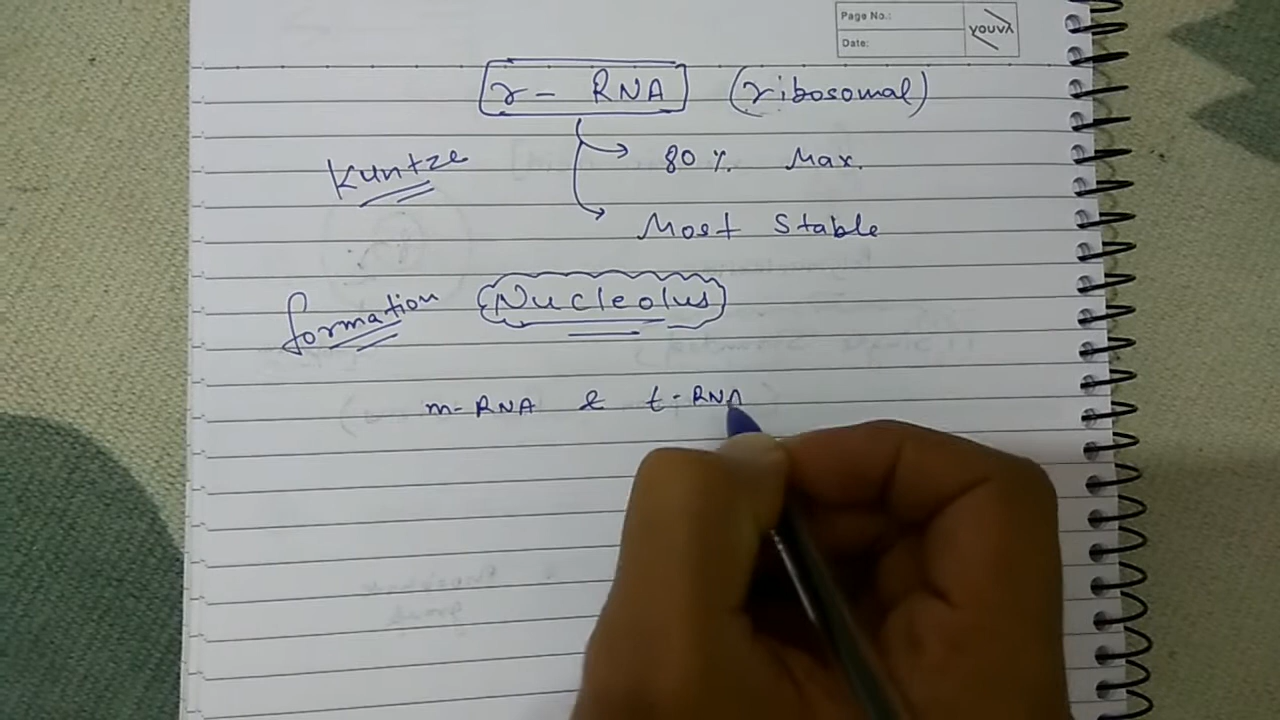 Page No.:
Date:
youva
r- RNA (ribosomal)
Kuntze
80 % Max.
Most Stable
formation Nucleolus
m-RNA & t-RNA